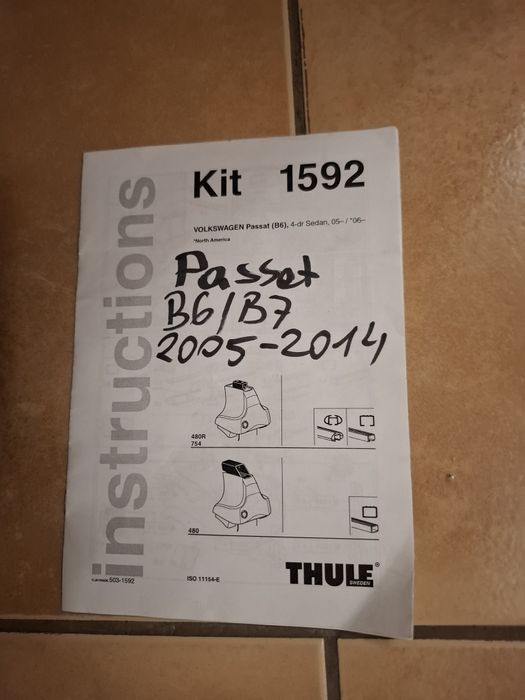 Kit 1592
VOLKSWAGEN Passat (B6), 4-dr Sedan, 05– / *06–
*North America
instructions
Passat
B6/B7
2005-2014
480R
754
480
503-1592
ISO 11154-E
THULE®
SWEDEN